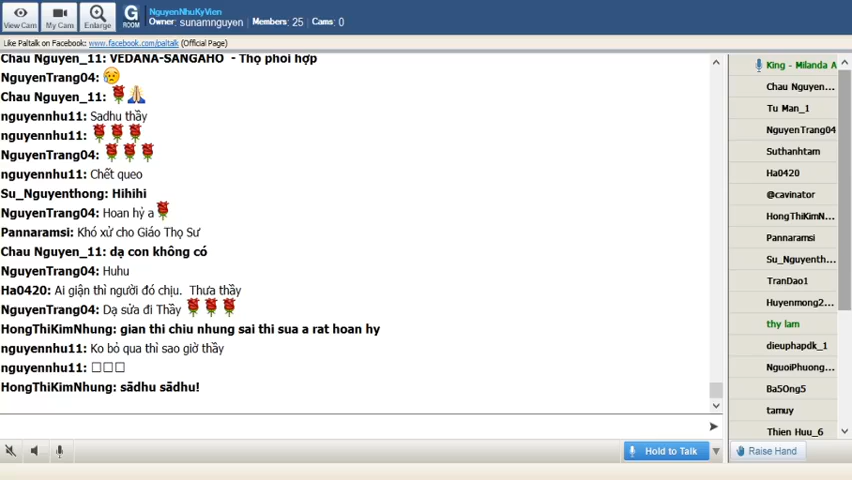 View Cam
My Cam
Enlarge
G
ROOM
NguyenNhuKyVien
Owner: sunamnguyen Members: 25 Cams: 0
Like Paltalk on Facebook: www.facebook.com/paltalk (Official Page)
Chau Nguyen_11: VEDANA-SANGAHO - Thọ phối hợp
NguyenTrang04:
Chau Nguyen_11:
nguyennhu11: Sadhu thầy
nguyennhu11:
NguyenTrang04:
nguyennhu11: Chết queo
Su_Nguyenthong: Hihihi
NguyenTrang04: Hoan hỷ ạ
Pannaramsi: Khó xử cho Giáo Thọ Sư
Chau Nguyen_11: dạ con không có
NguyenTrang04: Huhu
Ha0420: Ai giận thì người đó chịu. Thưa thầy
NguyenTrang04: Dạ sửa đi Thầy
HongThiKimNhung: gian thi chiu nhung sai thi sua a rat hoan hy
nguyennhu11: Ko bỏ qua thì sao giờ thầy
nguyennhu11: □□□
HongThiKimNhung: sādhu sādhu!
King - Milanda A
Chau Nguyen...
Tu Man_1
NguyenTrang04
Suthanhtam
Ha0420
@cavinator
HongThiKimN...
Pannaramsi
Su_Nguyenth...
TranDao1
Huyenmong2...
thy lam
dieuphapdk_1
NguoiPhuong...
Ba5Ong5
tamuy
Thien Huu_6
Hold to Talk
Raise Hand